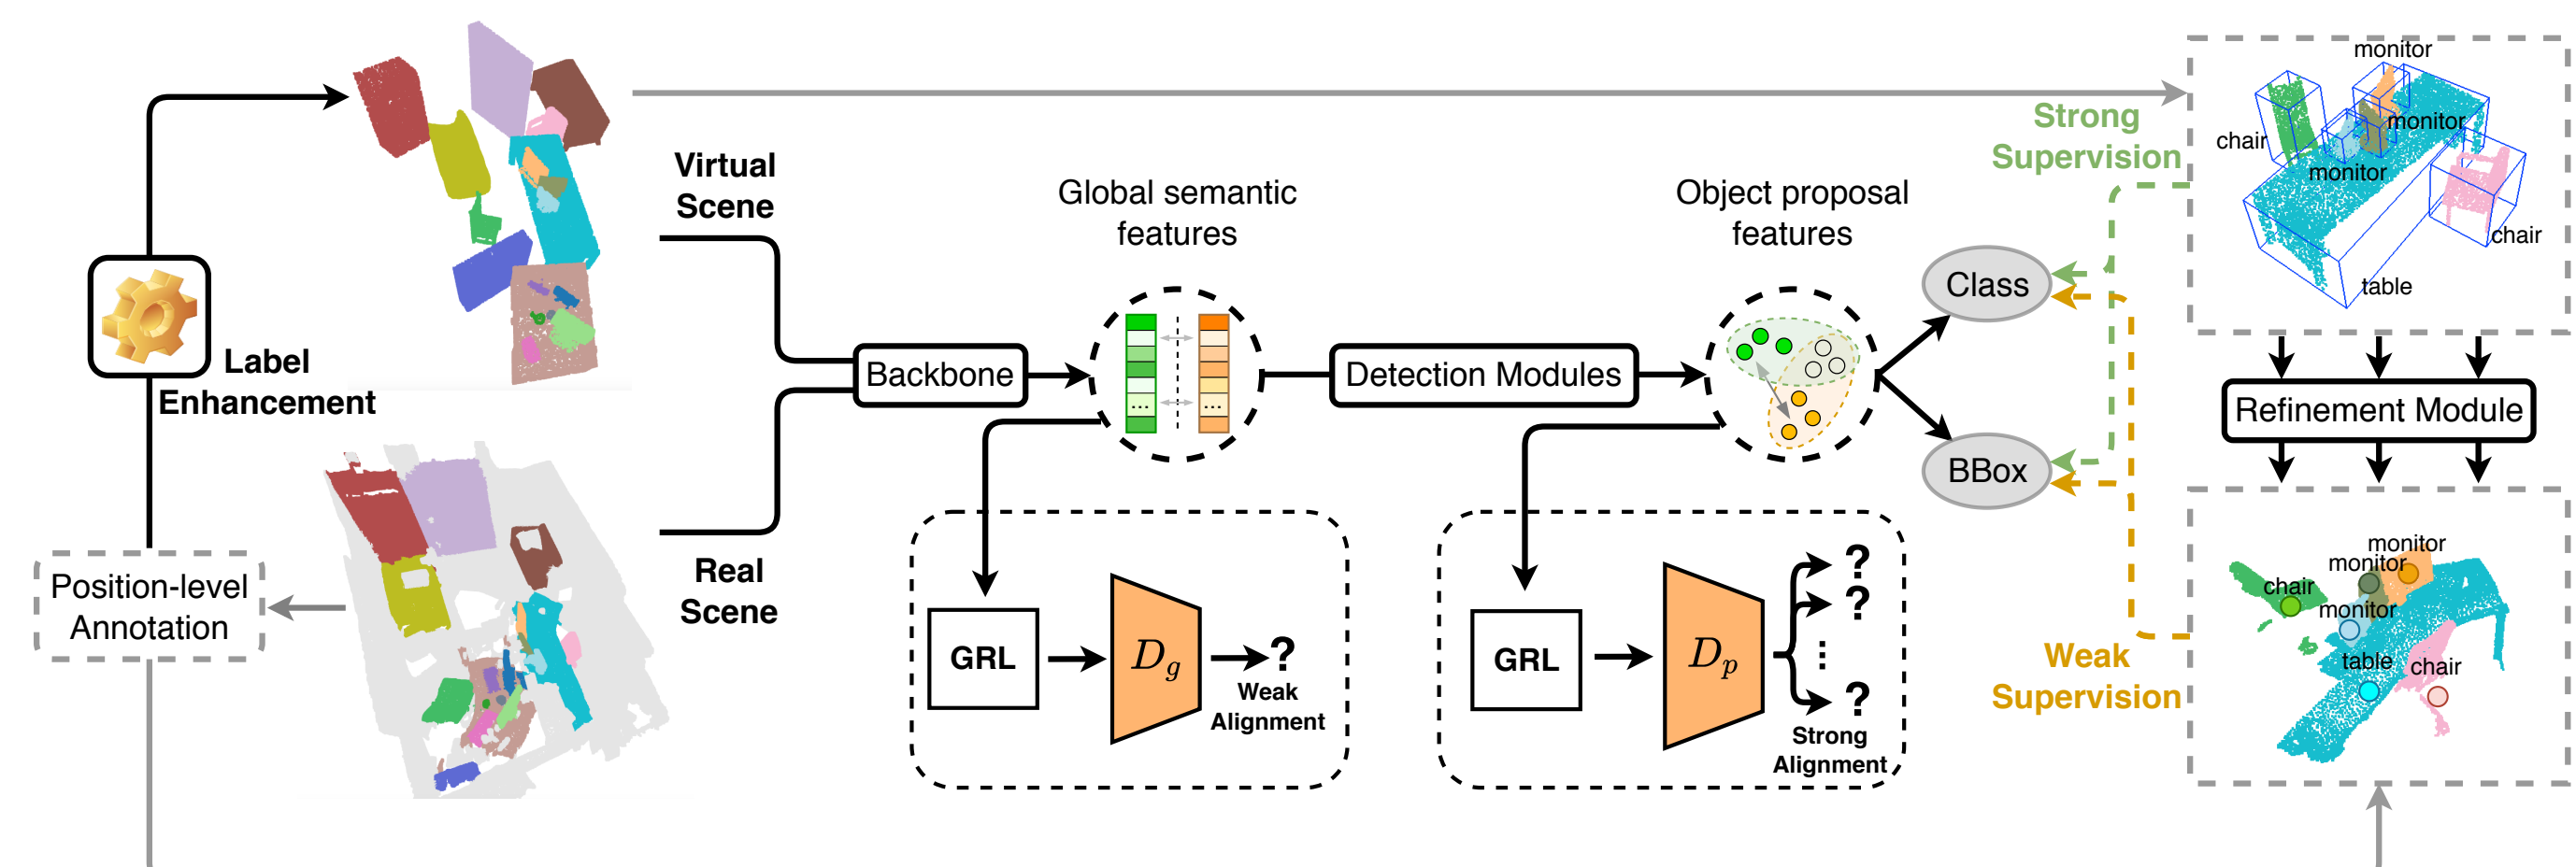 Label
Enhancement
Position-level
Annotation
Virtual
Scene
Real
Scene
Backbone
Global semantic
features
...
...
GRL
D_g
?
Weak
Alignment
Detection Modules
Object proposal
features
GRL
D_p
?
?
⋮
?
Strong
Alignment
Class
BBox
Strong
Supervision
Weak
Supervision
monitor
monitor
chair
monitor
chair
table
Refinement Module
monitor
monitor
chair
monitor
table
chair